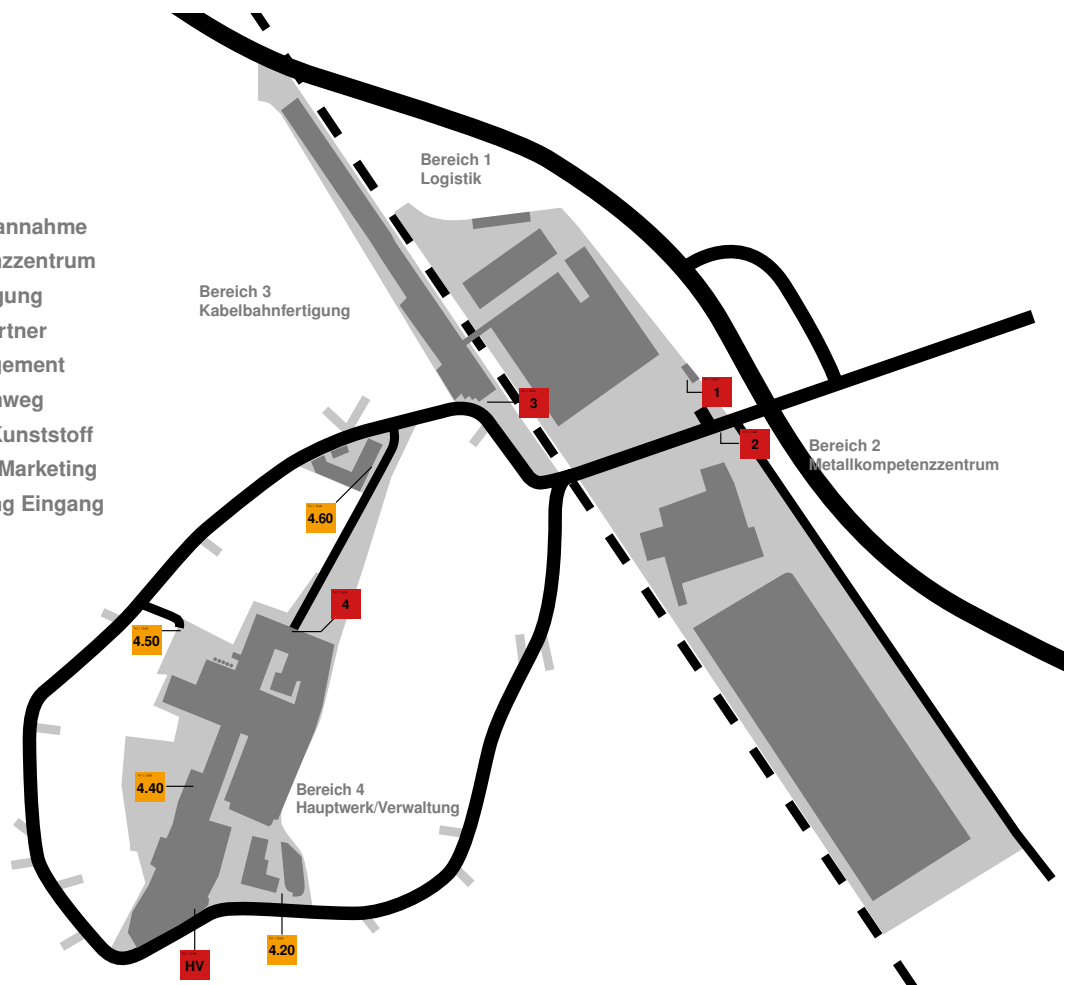 Bereich 1
Logistik
annahme
zzentrum
gung
rtner
gement
nweg
Kunststoff
Marketing
ng Eingang
Bereich 3
Kabelbahnfertigung
1
3
2
Bereich 2
Metallkompetenzzentrum
4.60
4
4.50
4.40
Bereich 4
Hauptwerk/Verwaltung
4.20
HV